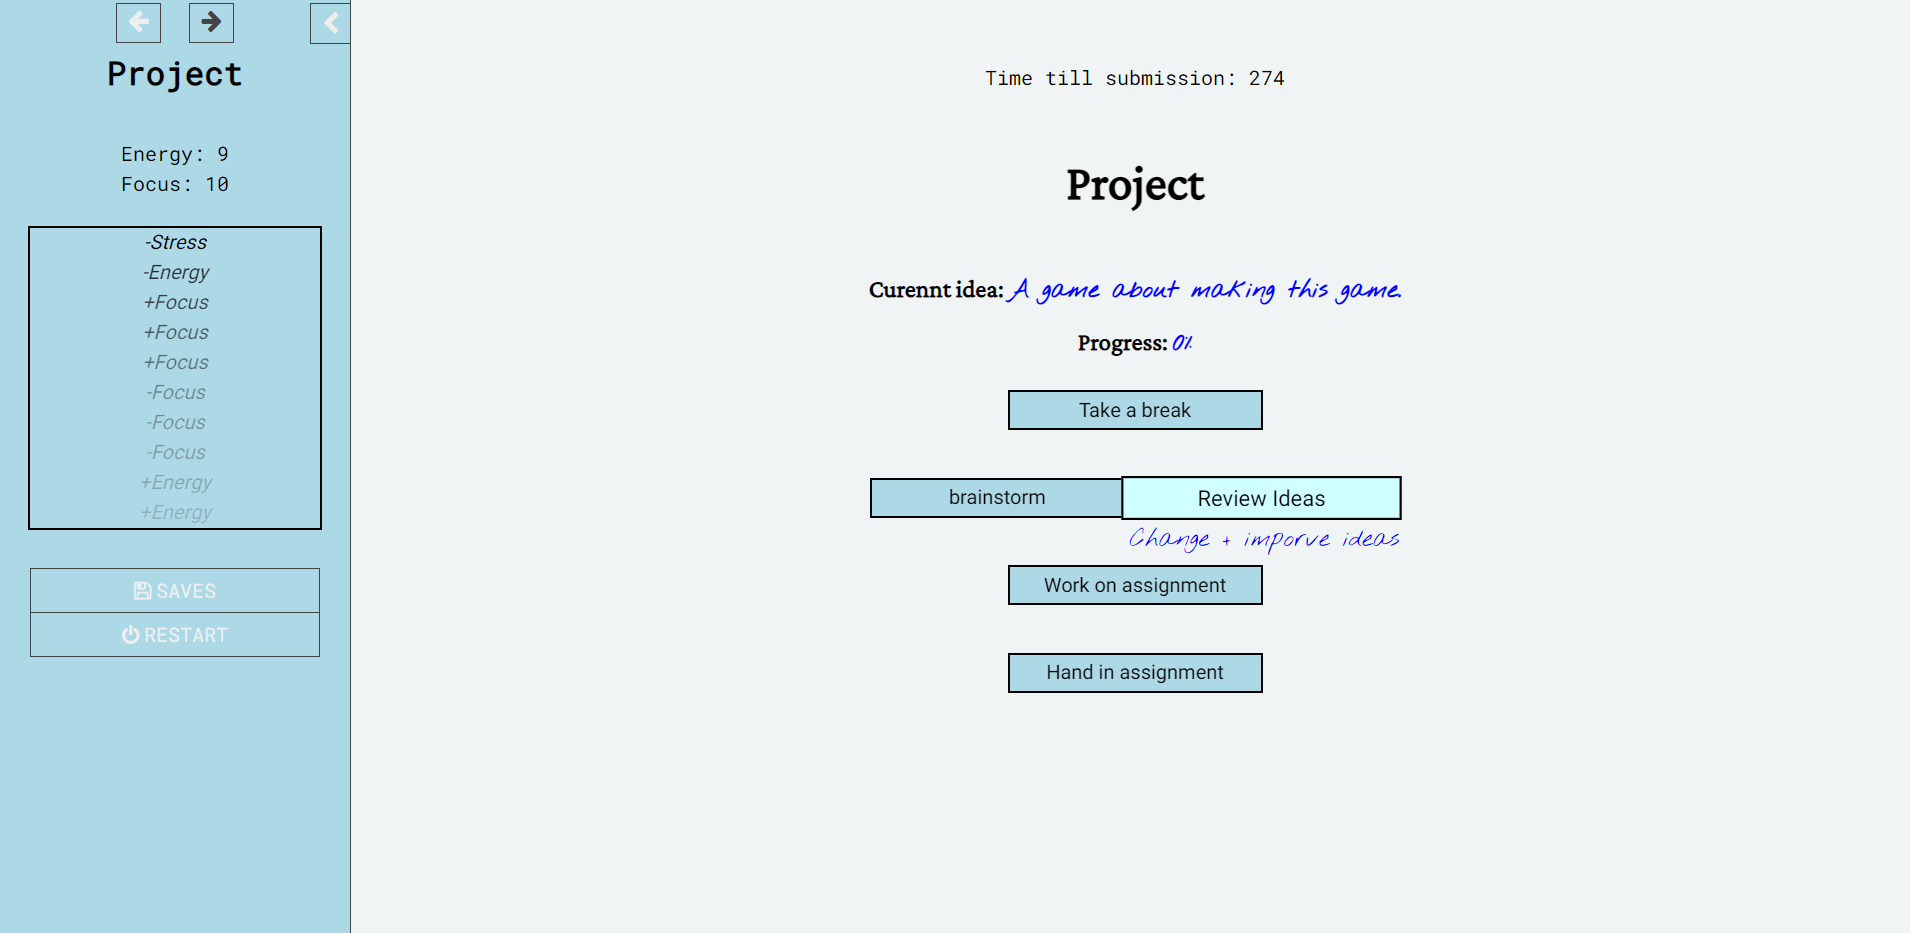 Project
Energy: 9
Focus: 10
-Stress
-Energy
+Focus
+Focus
+Focus
-Focus
-Focus
-Focus
+Energy
+Energy
SAVES
RESTART
Time till submission: 274
Project
Curennt idea: A game about making this game.
Progress: 0%
Take a break
brainstorm
Review Ideas
Change + imporve ideas
Work on assignment
Hand in assignment